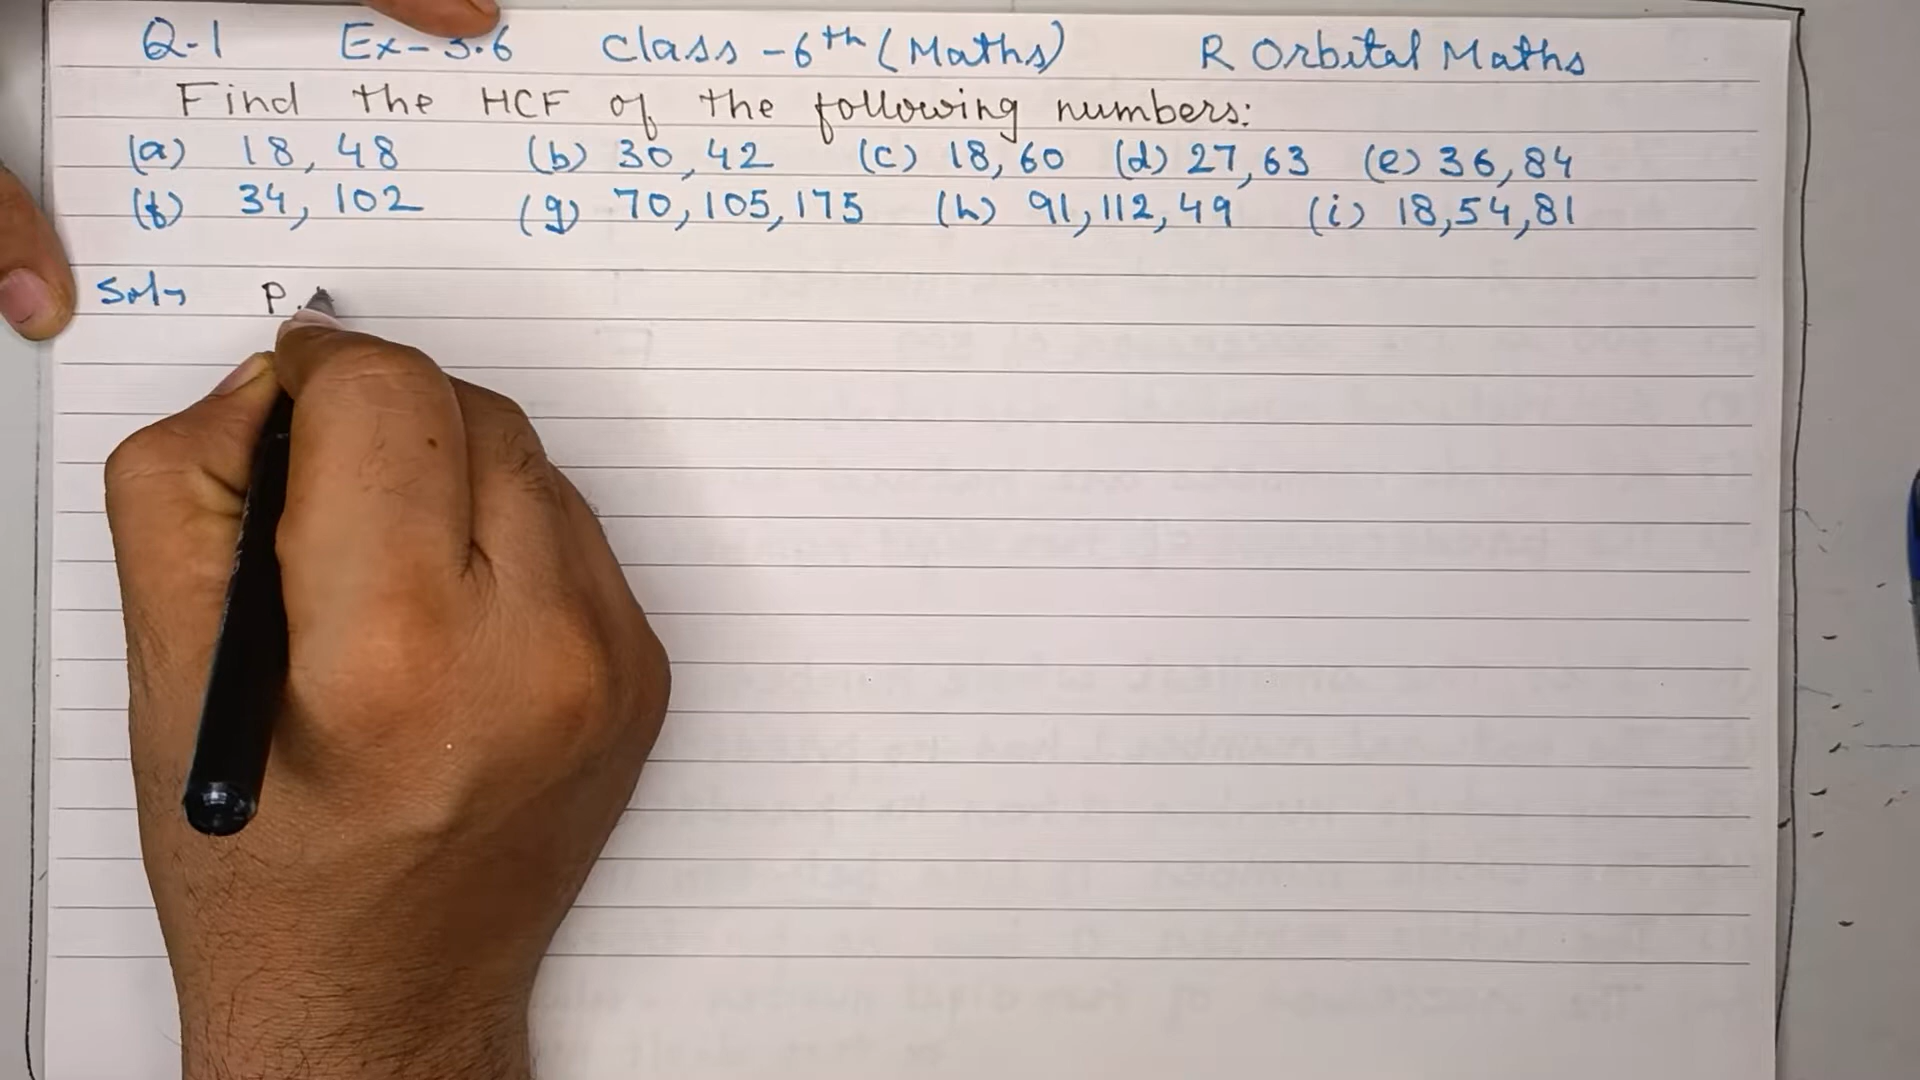 Q-1 Ex-3.6 Class-6th (Maths) R Orbital Maths
Find the HCF of the following numbers:
(a) 18, 48 (b) 30, 42 (c) 18, 60 (d) 27, 63 (e) 36, 84
(f) 34, 102 (g) 70, 105, 175 (h) 91, 112, 49 (i) 18, 54, 81
Soln P.